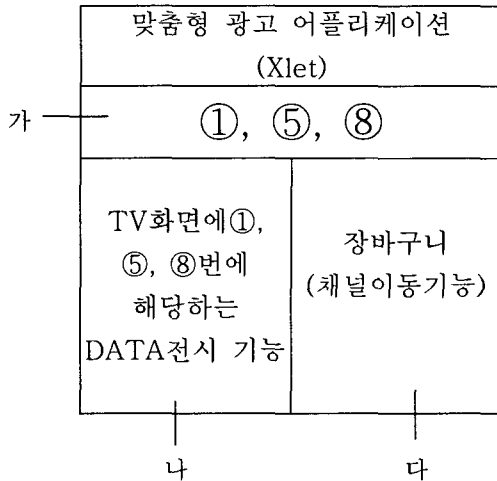 맞춤형 광고 어플리케이션
(Xlet)
가
①, ⑤, ⑧
TV화면에①,
⑤, ⑧번에
해당하는
DATA전시 기능
장바구니
(채널이동기능)
나
다